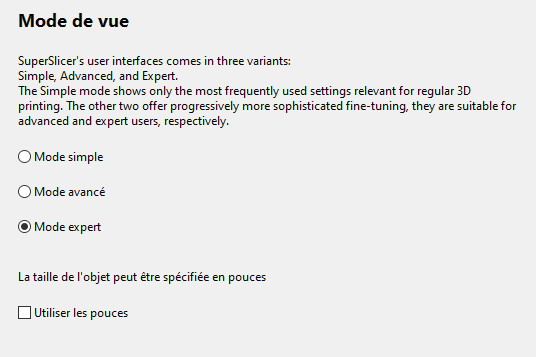 Mode de vue
SuperSlicer's user interfaces comes in three variants:
Simple, Advanced, and Expert.
The Simple mode shows only the most frequently used settings relevant for regular 3D
printing. The other two offer progressively more sophisticated fine-tuning, they are suitable for
advanced and expert users, respectively.
Mode simple
Mode avancé
Mode expert
La taille de l'objet peut être spécifiée en pouces
Utiliser les pouces